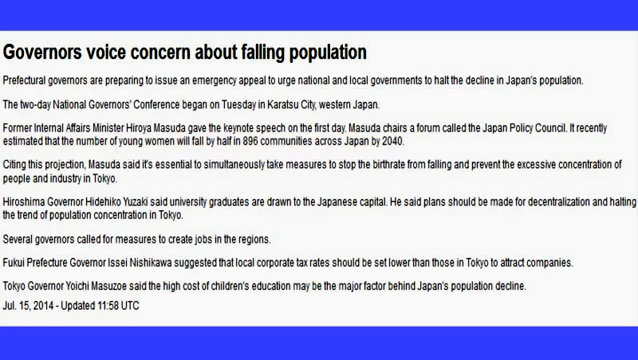 Governors voice concern about falling population
Prefectural governors are preparing to issue an emergency appeal to urge national and local governments to halt the decline in Japan's population.
The two-day National Governors' Conference began on Tuesday in Karatsu City, western Japan.
Former Internal Affairs Minister Hiroya Masuda gave the keynote speech on the first day. Masuda chairs a forum called the Japan Policy Council. It recently
estimated that the number of young women will fall by half in 896 communities across Japan by 2040.
Citing this projection, Masuda said it's essential to simultaneously take measures to stop the birthrate from falling and prevent the excessive concentration of
people and industry in Tokyo.
Hiroshima Governor Hidehiko Yuzaki said university graduates are drawn to the Japanese capital. He said plans should be made for decentralization and halting
the trend of population concentration in Tokyo.
Several governors called for measures to create jobs in the regions.
Fukui Prefecture Governor Issei Nishikawa suggested that local corporate tax rates should be set lower than those in Tokyo to attract companies.
Tokyo Governor Yoichi Masuzoe said the high cost of children's education may be the major factor behind Japan's population decline.
Jul. 15, 2014 - Updated 11:58 UTC